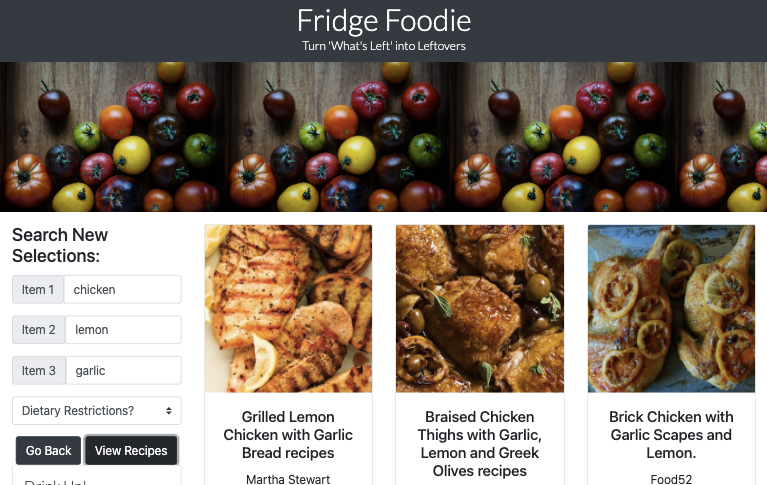 Fridge Foodie
Turn 'What's Left' into Leftovers
Search New
Selections:
Item 1 chicken
Item 2 lemon
Item 3 garlic
Dietary Restrictions?
Go Back View Recipes
Drink Up!
Grilled Lemon
Chicken with Garlic
Bread recipes
Martha Stewart
Braised Chicken
Thighs with Garlic,
Lemon and Greek
Olives recipes
Brick Chicken with
Garlic Scapes and
Lemon.
Food52